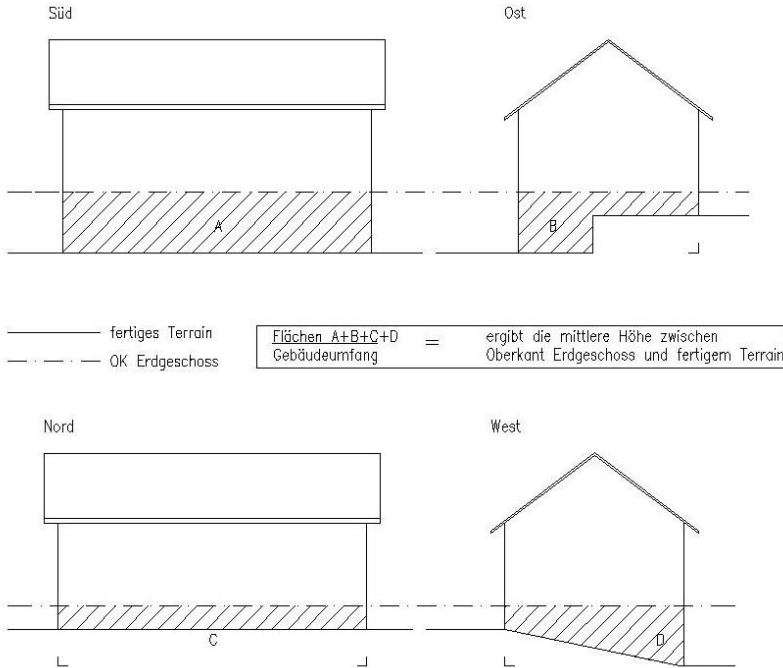 Süd
Ost
A
B
fertiges Terrain
OK Erdgeschoss
Flächen A+B+C+D = ergibt die mittlere Höhe zwischen
Gebäudeumfang Oberkant Erdgeschoss und fertigem Terrain
Nord
West
C
D